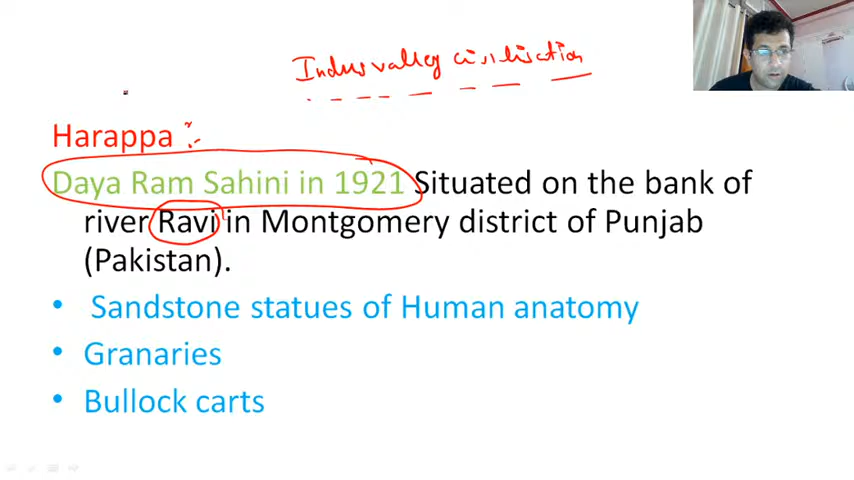 Indus valley civilisation
Harappa :-
Daya Ram Sahini in 1921 Situated on the bank of
river Ravi in Montgomery district of Punjab
(Pakistan).
• Sandstone statues of Human anatomy
• Granaries
• Bullock carts